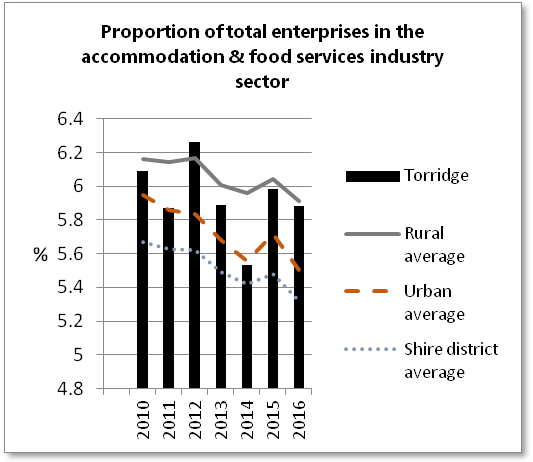 Proportion of total enterprises in the
accommodation & food services industry
sector
6.4
6.2
6
5.8
5.6
5.4
5.2
5
4.8
%
2010
2011
2012
2013
2014
2015
2016
Torridge
Rural
average
Urban
average
Shire district
average